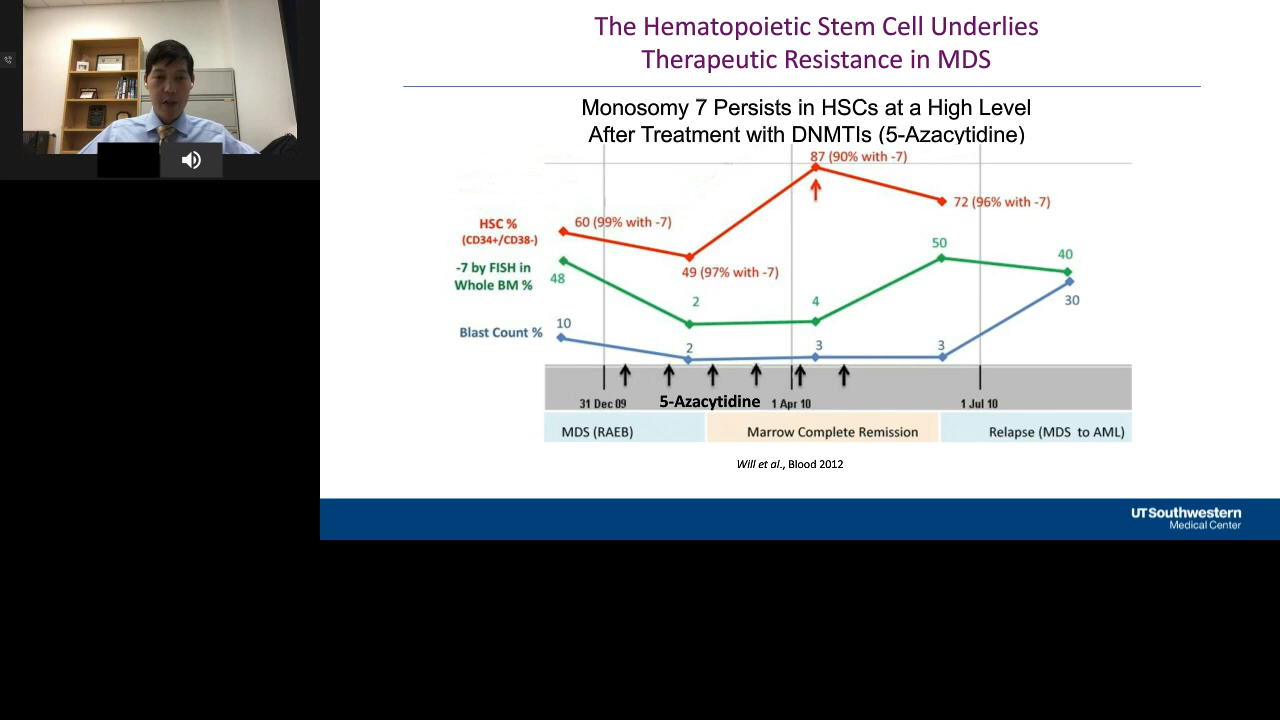 The Hematopoietic Stem Cell Underlies
Therapeutic Resistance in MDS
Monosomy 7 Persists in HSCs at a High Level
After Treatment with DNMTIs (5-Azacytidine)
87 (90% with -7)
HSC %
(CD34+/CD38-)
60 (99% with -7)
72 (96% with -7)
49 (97% with -7)
-7 by FISH in
Whole BM %
48
2
4
50
40
Blast Count %
10
2
3
3
30
31 Dec 09
5-Azacytidine
1 Apr 10
1 Jul 10
MDS (RAEB)
Marrow Complete Remission
Relapse (MDS to AML)
Will et al., Blood 2012
UTSouthwestern
Medical Center